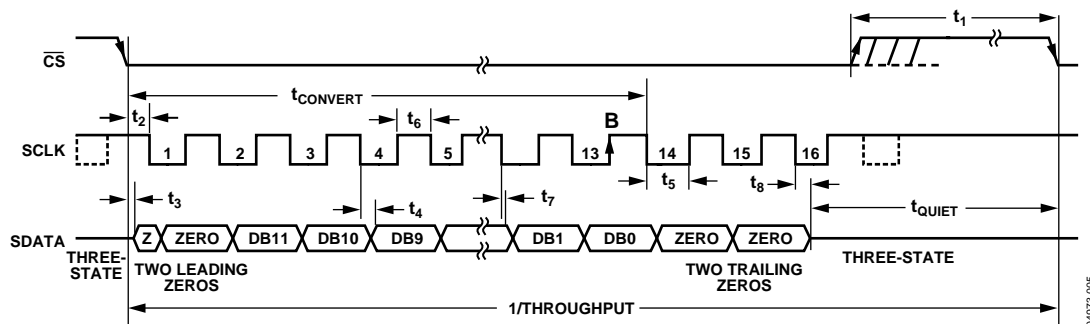 t1
CS
tCONVERT
t2
t6
B
SCLK
1 2 3 4 5 13 14 15 16
t5
t8
t3
t4
t7
tQUIET
SDATA
Z ZERO DB11 DB10 DB9 DB1 DB0 ZERO ZERO
THREE-
STATE
TWO LEADING
ZEROS
TWO TRAILING
ZEROS
THREE-STATE
1/THROUGHPUT